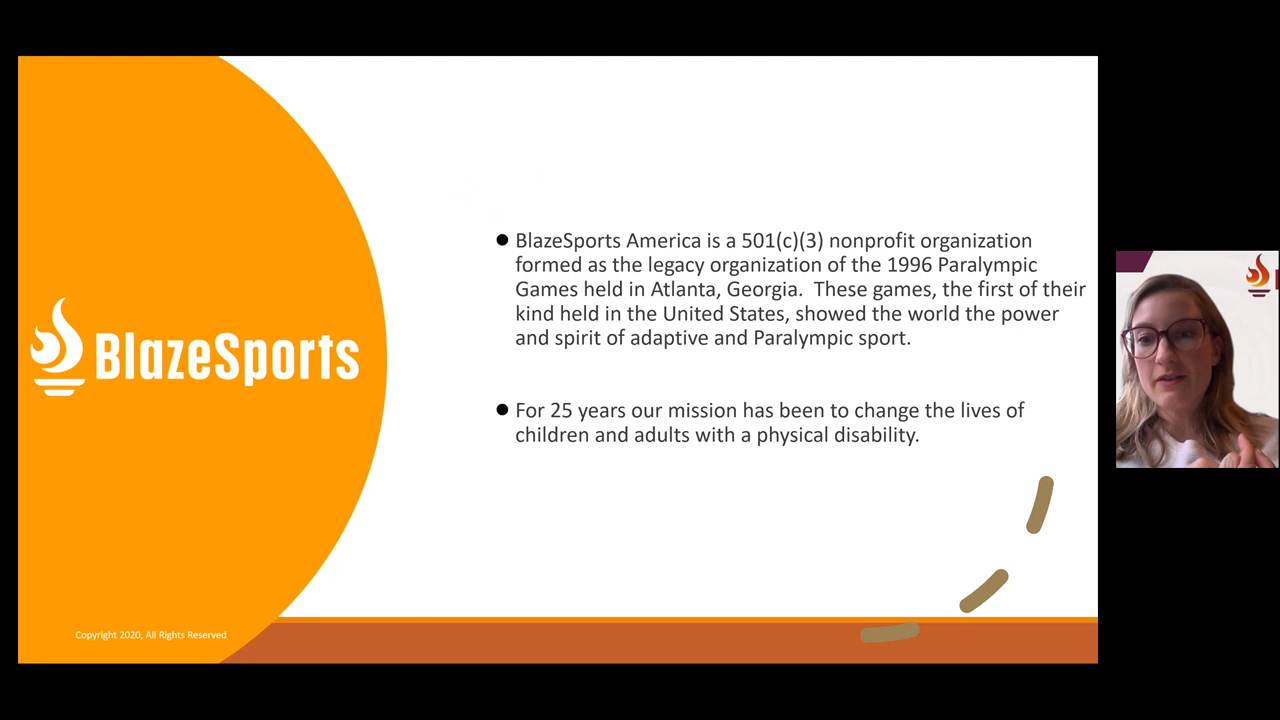 BlazeSports
● BlazeSports America is a 501(c)(3) nonprofit organization
formed as the legacy organization of the 1996 Paralympic
Games held in Atlanta, Georgia.  These games, the first of their
kind held in the United States, showed the world the power
and spirit of adaptive and Paralympic sport.
● For 25 years our mission has been to change the lives of
children and adults with a physical disability.
Copyright 2020, All Rights Reserved